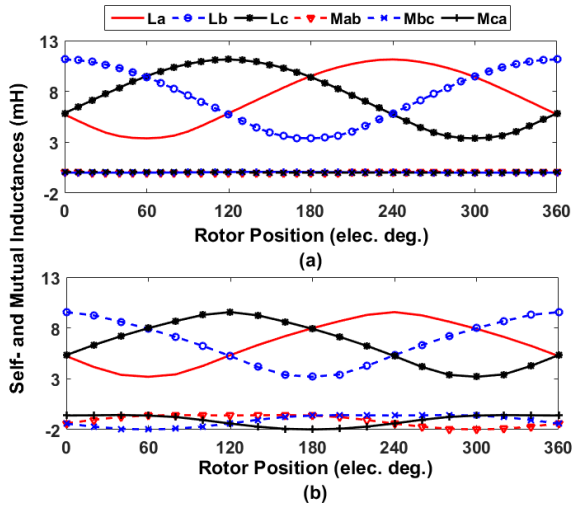 La Lb Lc Mab Mbc Mca
Self- and Mutual Inductances (mH)
13
8
3
-2
0 60 120 180 240 300 360
Rotor Position (elec. deg.)
(a)
13
8
3
-2
0 60 120 180 240 300 360
Rotor Position (elec. deg.)
(b)